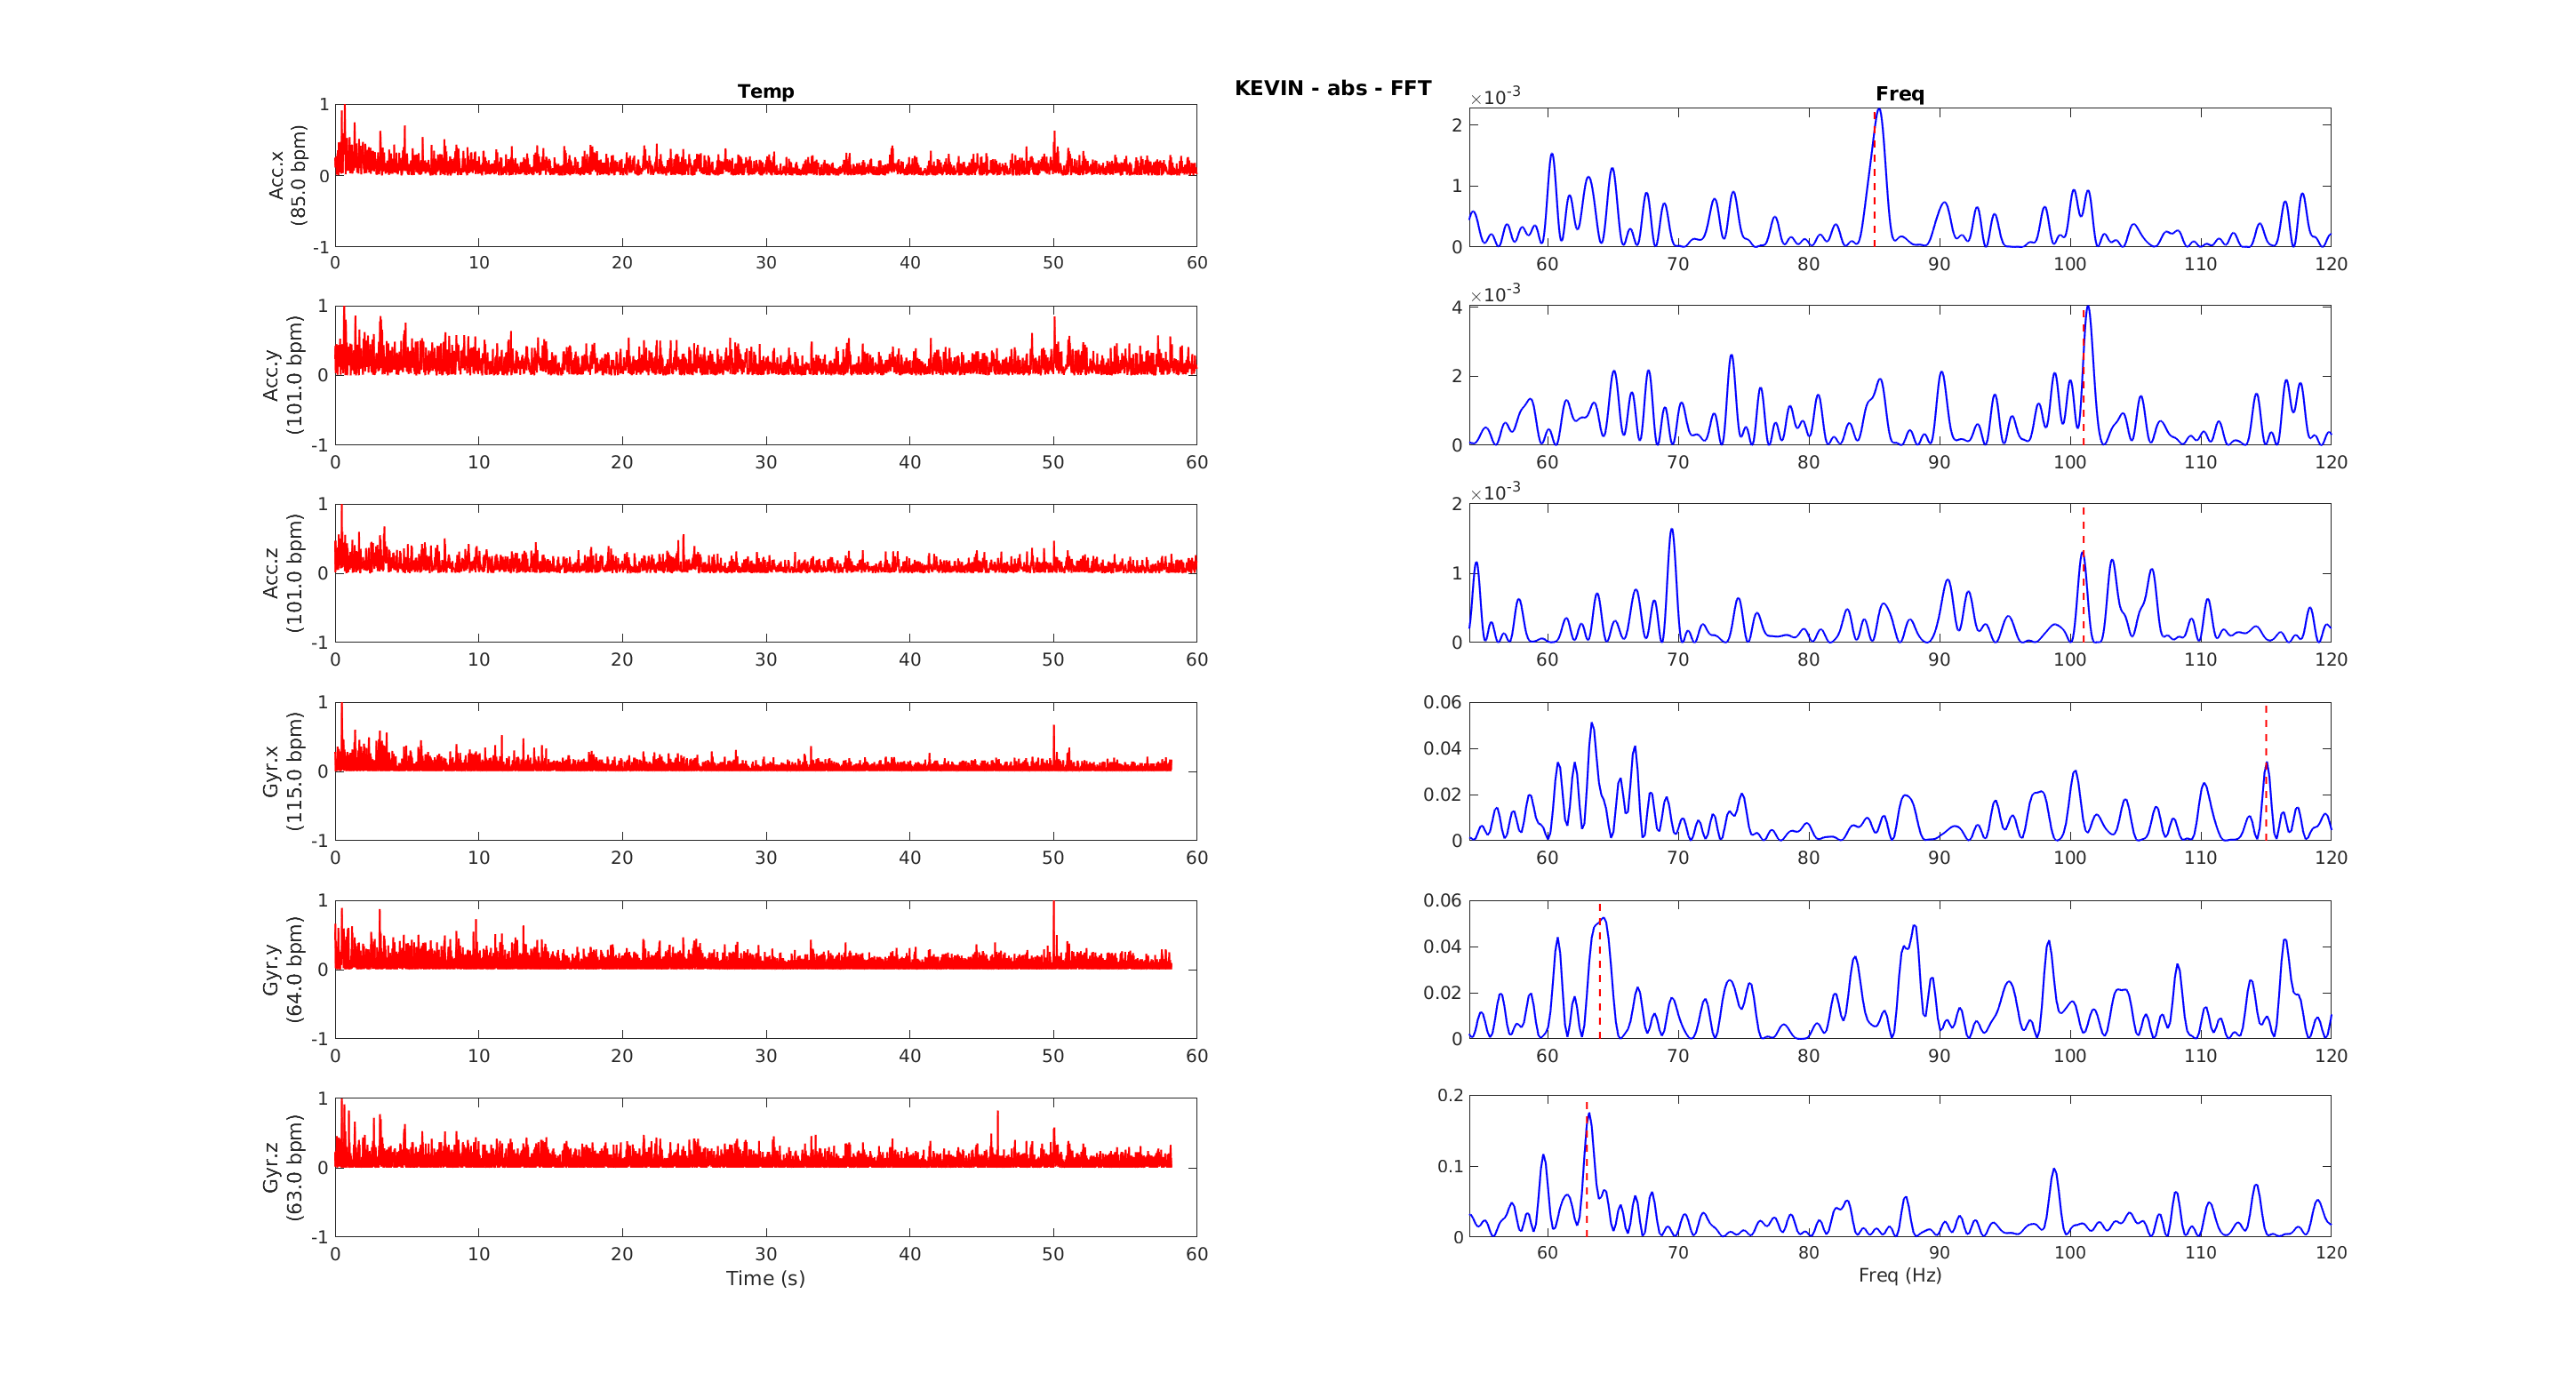 KEVIN - abs - FFT
Temp
Acc.x
(85.0 bpm)
1
0
-1
0 10 20 30 40 50 60
Acc.y
(101.0 bpm)
1
0
-1
0 10 20 30 40 50 60
Acc.z
(101.0 bpm)
1
0
-1
0 10 20 30 40 50 60
Gyr.x
(115.0 bpm)
1
0
-1
0 10 20 30 40 50 60
Gyr.y
(64.0 bpm)
1
0
-1
0 10 20 30 40 50 60
Gyr.z
(63.0 bpm)
1
0
-1
0 10 20 30 40 50 60
Time (s)
Freq
×10⁻³
2
1
0
60 70 80 90 100 110 120
×10⁻³
4
2
0
60 70 80 90 100 110 120
×10⁻³
2
1
0
60 70 80 90 100 110 120
0.06
0.04
0.02
0
60 70 80 90 100 110 120
0.06
0.04
0.02
0
60 70 80 90 100 110 120
0.2
0.1
0
60 70 80 90 100 110 120
Freq (Hz)